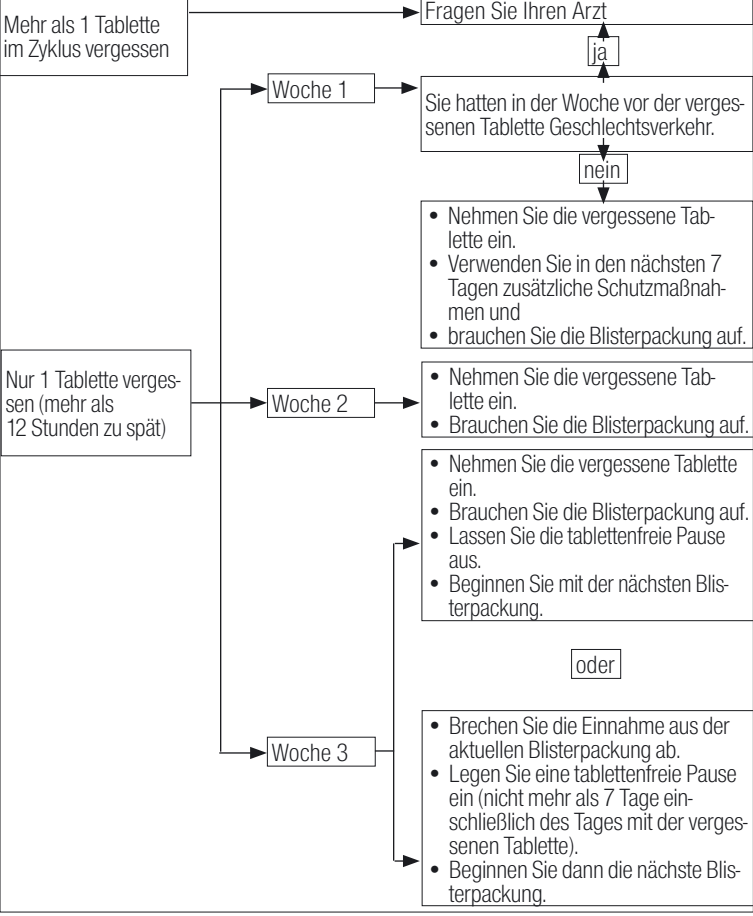 Mehr als 1 Tablette
im Zyklus vergessen
Fragen Sie Ihren Arzt
ja
Woche 1
Sie hatten in der Woche vor der verges-
senen Tablette Geschlechtsverkehr.
nein
• Nehmen Sie die vergessene Tab-
lette ein.
• Verwenden Sie in den nächsten 7
Tagen zusätzliche Schutzmaßnah-
men und
• brauchen Sie die Blisterpackung auf.
Nur 1 Tablette verges-
sen (mehr als
12 Stunden zu spät)
Woche 2
• Nehmen Sie die vergessene Tab-
lette ein.
• Brauchen Sie die Blisterpackung auf.
• Nehmen Sie die vergessene Tablette
ein.
• Brauchen Sie die Blisterpackung auf.
• Lassen Sie die tablettenfreie Pause
aus.
• Beginnen Sie mit der nächsten Blis-
terpackung.
oder
Woche 3
• Brechen Sie die Einnahme aus der
aktuellen Blisterpackung ab.
• Legen Sie eine tablettenfreie Pause
ein (nicht mehr als 7 Tage ein-
schließlich des Tages mit der verges-
senen Tablette).
• Beginnen Sie dann die nächste Blis-
terpackung.